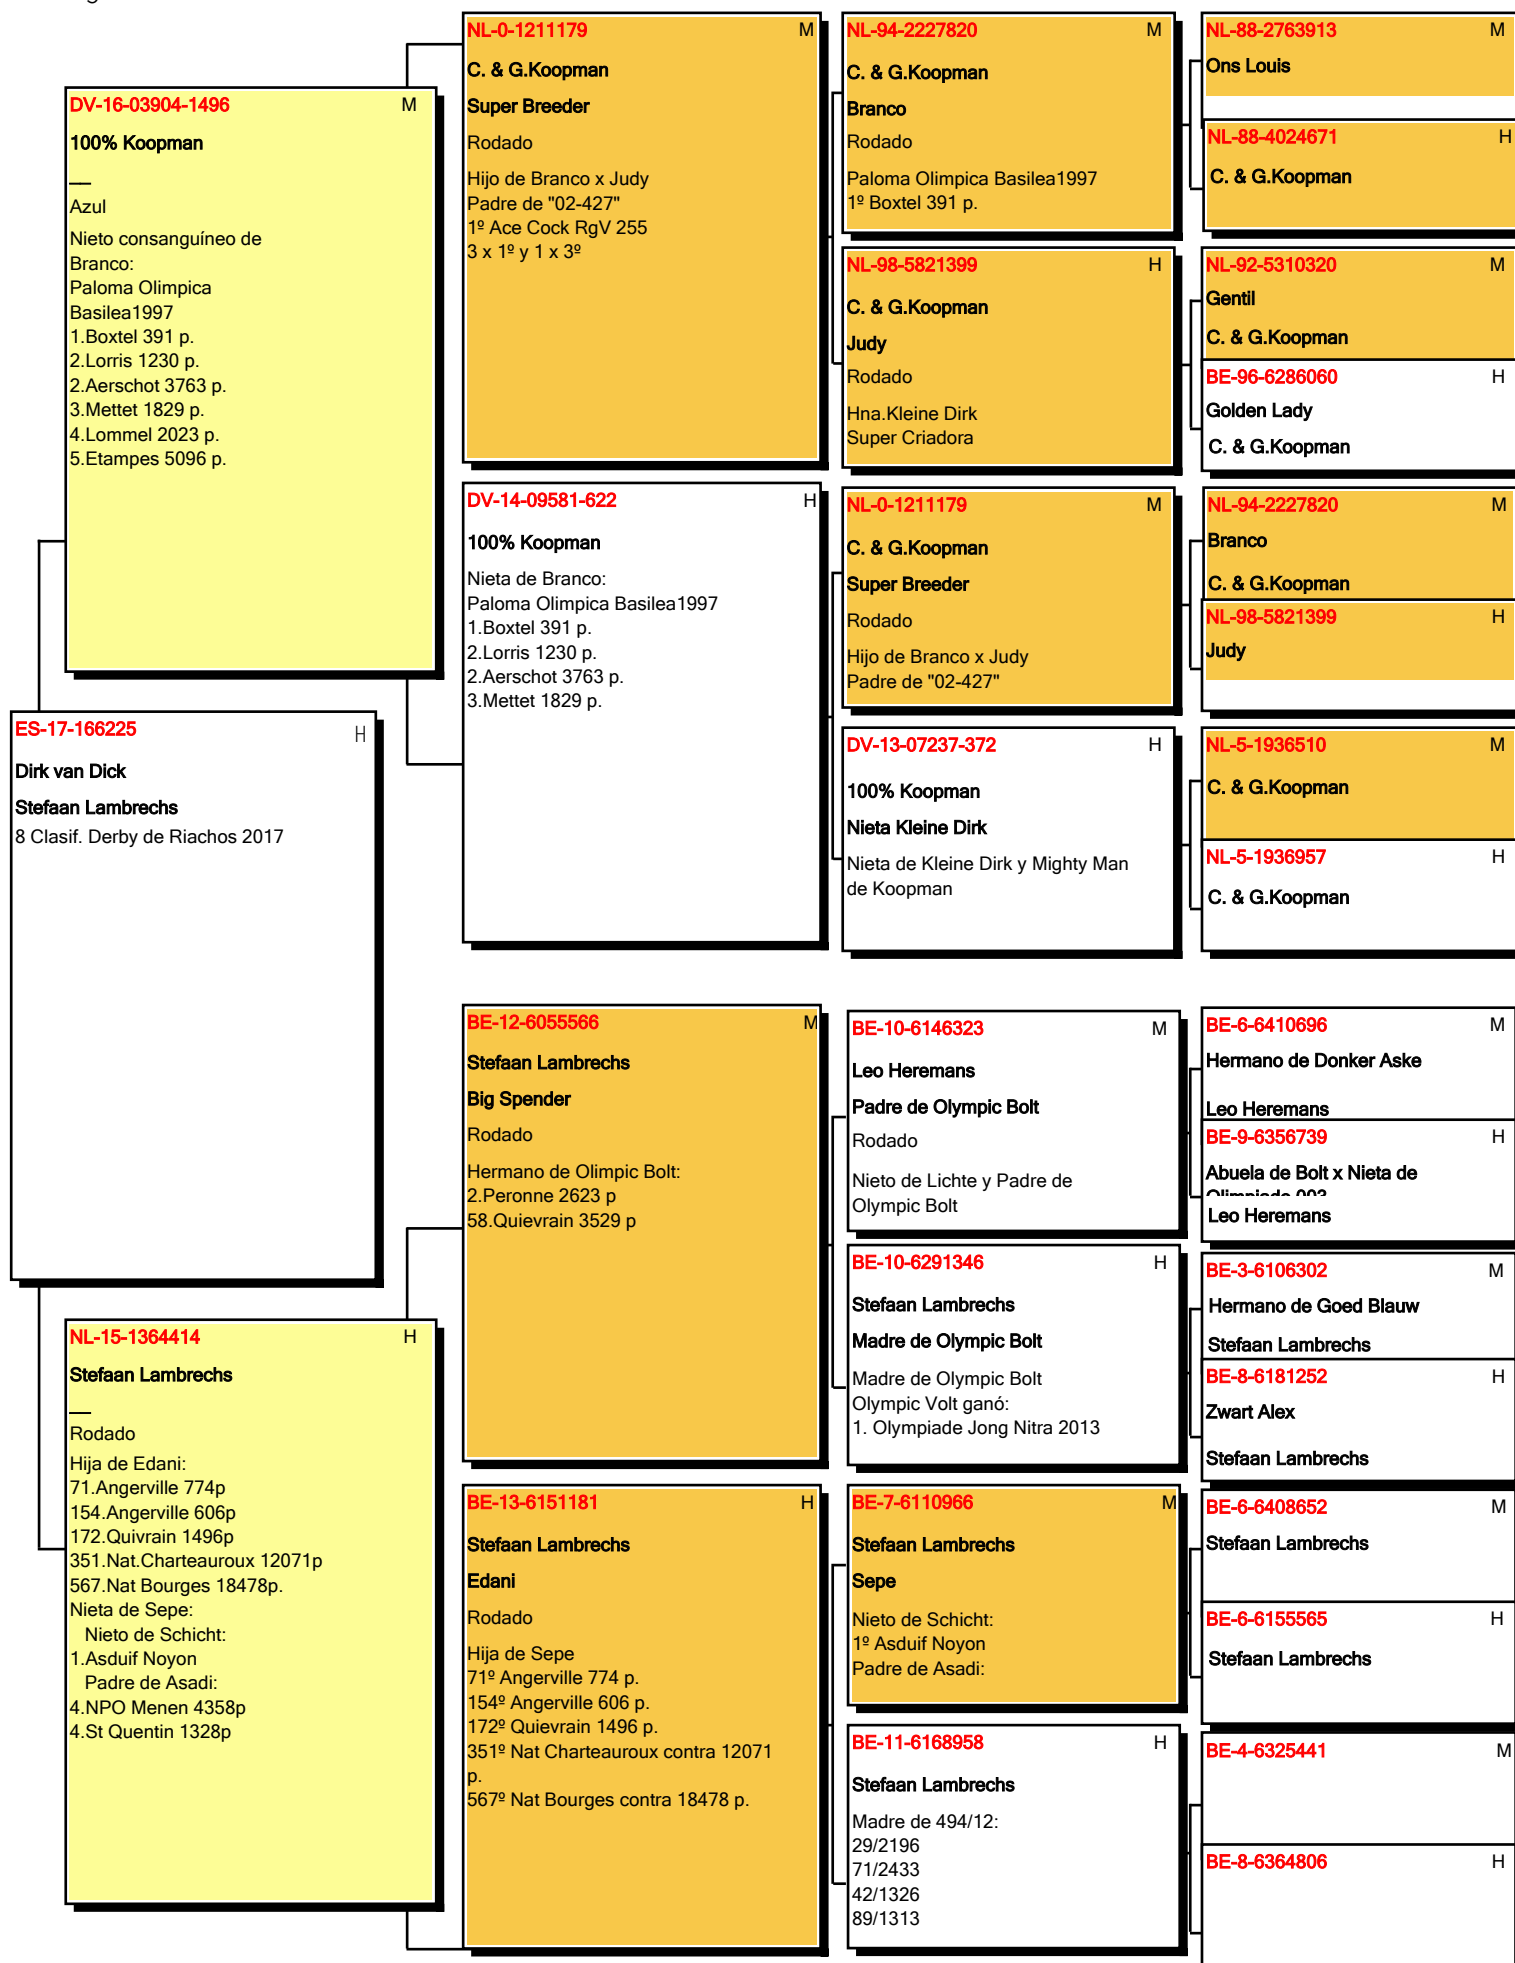 ES-17-166225 H
Dirk van Dick
Stefaan Lambrechs
8 Clasif. Derby de Riachos 2017
DV-16-03904-1496 M
100% Koopman
__
Azul
Nieto consanguíneo de
Branco:
Paloma Olimpica
Basilea1997
1.Boxtel 391 p.
2.Lorris 1230 p.
2.Aerschot 3763 p.
3.Mettet 1829 p.
4.Lommel 2023 p.
5.Etampes 5096 p.
NL-15-1364414 H
Stefaan Lambrechs
__
Rodado
Hija de Edani:
71.Angerville 774p
154.Angerville 606p
172.Quivrain 1496p
351.Nat.Charteauroux 12071p
567.Nat Bourges 18478p.
Nieta de Sepe:
Nieto de Schicht:
1.Asduif Noyon
Padre de Asadi:
4.NPO Menen 4358p
4.St Quentin 1328p
NL-0-1211179 M
C. & G.Koopman
Super Breeder
Rodado
Hijo de Branco x Judy
Padre de "02-427"
1º Ace Cock RgV 255
3 x 1º y 1 x 3º
DV-14-09581-622 H
100% Koopman
Nieta de Branco:
Paloma Olimpica Basilea1997
1.Boxtel 391 p.
2.Lorris 1230 p.
2.Aerschot 3763 p.
3.Mettet 1829 p.
BE-12-6055566 M
Stefaan Lambrechs
Big Spender
Rodado
Hermano de Olimpic Bolt:
2.Peronne 2623 p
58.Quievrain 3529 p
BE-13-6151181 H
Stefaan Lambrechs
Edani
Rodado
Hija de Sepe
71º Angerville 774 p.
154º Angerville 606 p.
172º Quievrain 1496 p.
351º Nat Charteauroux contra 12071
p.
567º Nat Bourges contra 18478 p.
NL-94-2227820 M
C. & G.Koopman
Branco
Rodado
Paloma Olimpica Basilea1997
1º Boxtel 391 p.
NL-98-5821399 H
C. & G.Koopman
Judy
Rodado
Hna.Kleine Dirk
Super Criadora
NL-0-1211179 M
C. & G.Koopman
Super Breeder
Rodado
Hijo de Branco x Judy
Padre de "02-427"
DV-13-07237-372 H
100% Koopman
Nieta Kleine Dirk
Nieta de Kleine Dirk y Mighty Man
de Koopman
BE-10-6146323 M
Leo Heremans
Padre de Olympic Bolt
Rodado
Nieto de Lichte y Padre de
Olympic Bolt
BE-10-6291346 H
Stefaan Lambrechs
Madre de Olympic Bolt
Madre de Olympic Bolt
Olympic Volt ganó:
1. Olympiade Jong Nitra 2013
BE-7-6110966 M
Stefaan Lambrechs
Sepe
Nieto de Schicht:
1º Asduif Noyon
Padre de Asadi:
BE-11-6168958 H
Stefaan Lambrechs
Madre de 494/12:
29/2196
71/2433
42/1326
89/1313
NL-88-2763913 M
Ons Louis
NL-88-4024671 H
C. & G.Koopman
NL-92-5310320 M
Gentil
C. & G.Koopman
BE-96-6286060 H
Golden Lady
C. & G.Koopman
NL-94-2227820 M
Branco
C. & G.Koopman
NL-98-5821399 H
Judy
NL-5-1936510 M
C. & G.Koopman
NL-5-1936957 H
C. & G.Koopman
BE-6-6410696 M
Hermano de Donker Aske
Leo Heremans
BE-9-6356739 H
Abuela de Bolt x Nieta de
Leo Heremans
BE-3-6106302 M
Hermano de Goed Blauw
Stefaan Lambrechs
BE-8-6181252 H
Zwart Alex
Stefaan Lambrechs
BE-6-6408652 M
Stefaan Lambrechs
BE-6-6155565 H
Stefaan Lambrechs
BE-4-6325441 M
BE-8-6364806 H